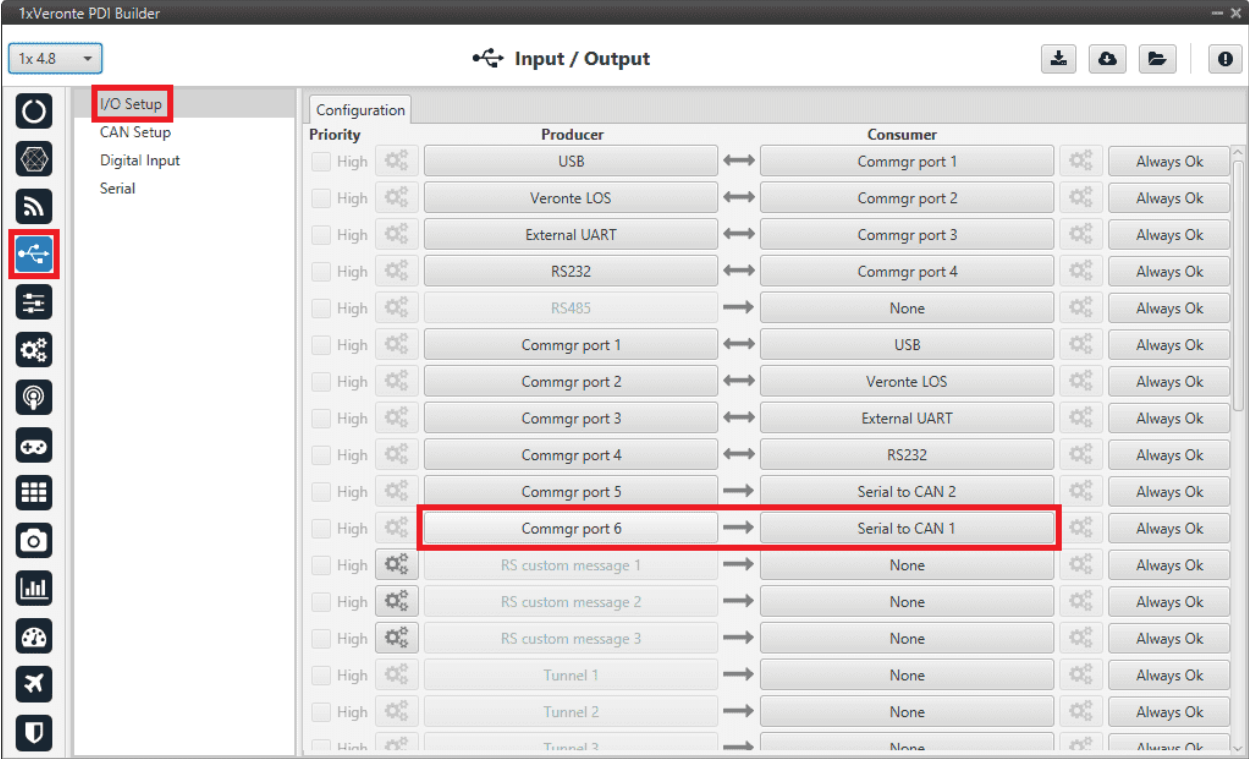 1xVeronte PDI Builder
1x 4.8
Input / Output
I/O Setup
CAN Setup
Digital Input
Serial
Configuration
Priority Producer Consumer
High USB Commgr port 1 Always Ok
High Veronte LOS Commgr port 2 Always Ok
High External UART Commgr port 3 Always Ok
High RS232 Commgr port 4 Always Ok
High RS485 None Always Ok
High Commgr port 1 USB Always Ok
High Commgr port 2 Veronte LOS Always Ok
High Commgr port 3 External UART Always Ok
High Commgr port 4 RS232 Always Ok
High Commgr port 5 Serial to CAN 2 Always Ok
High Commgr port 6 Serial to CAN 1 Always Ok
High RS custom message 1 None Always Ok
High RS custom message 2 None Always Ok
High RS custom message 3 None Always Ok
High Tunnel 1 None Always Ok
High Tunnel 2 None Always Ok
High Tunnel 3 None Always Ok